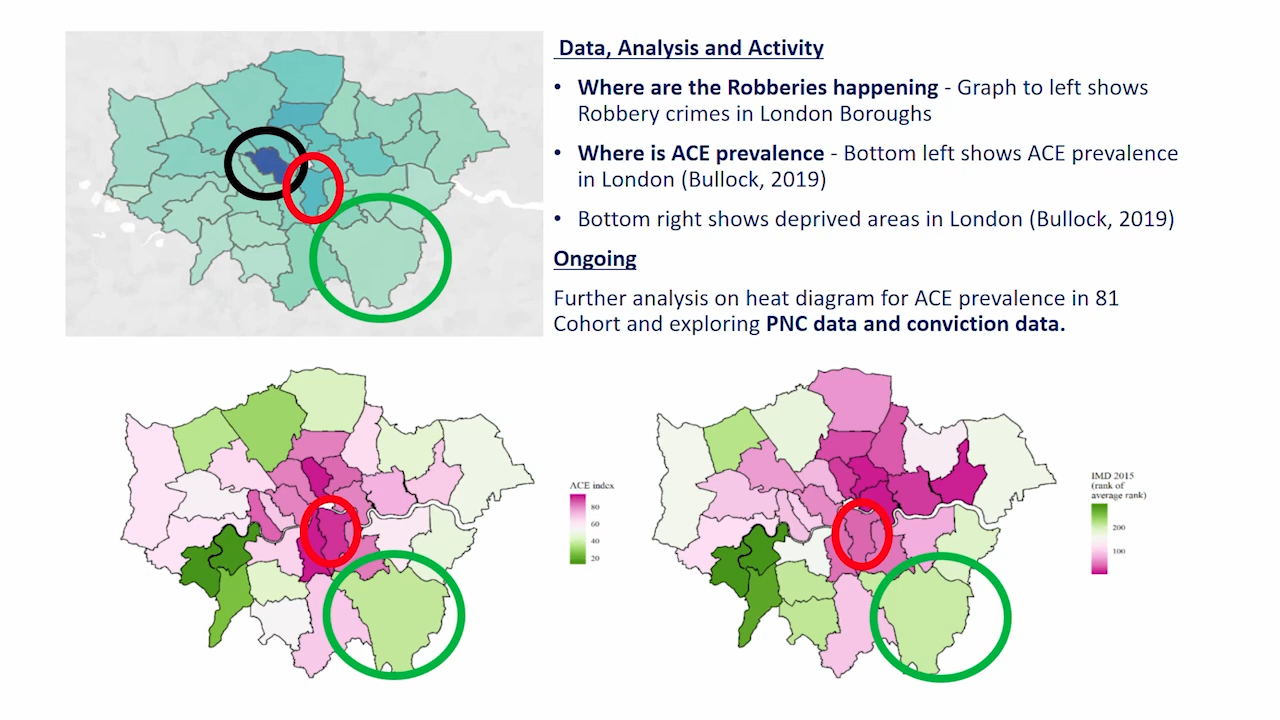 Data, Analysis and Activity
• Where are the Robberies happening - Graph to left shows
Robbery crimes in London Boroughs
• Where is ACE prevalence - Bottom left shows ACE prevalence
in London (Bullock, 2019)
• Bottom right shows deprived areas in London (Bullock, 2019)
Ongoing
Further analysis on heat diagram for ACE prevalence in 81
Cohort and exploring PNC data and conviction data.
ACE index
80
60
40
20
IMD 2015
(rank of
average rank)
200
100